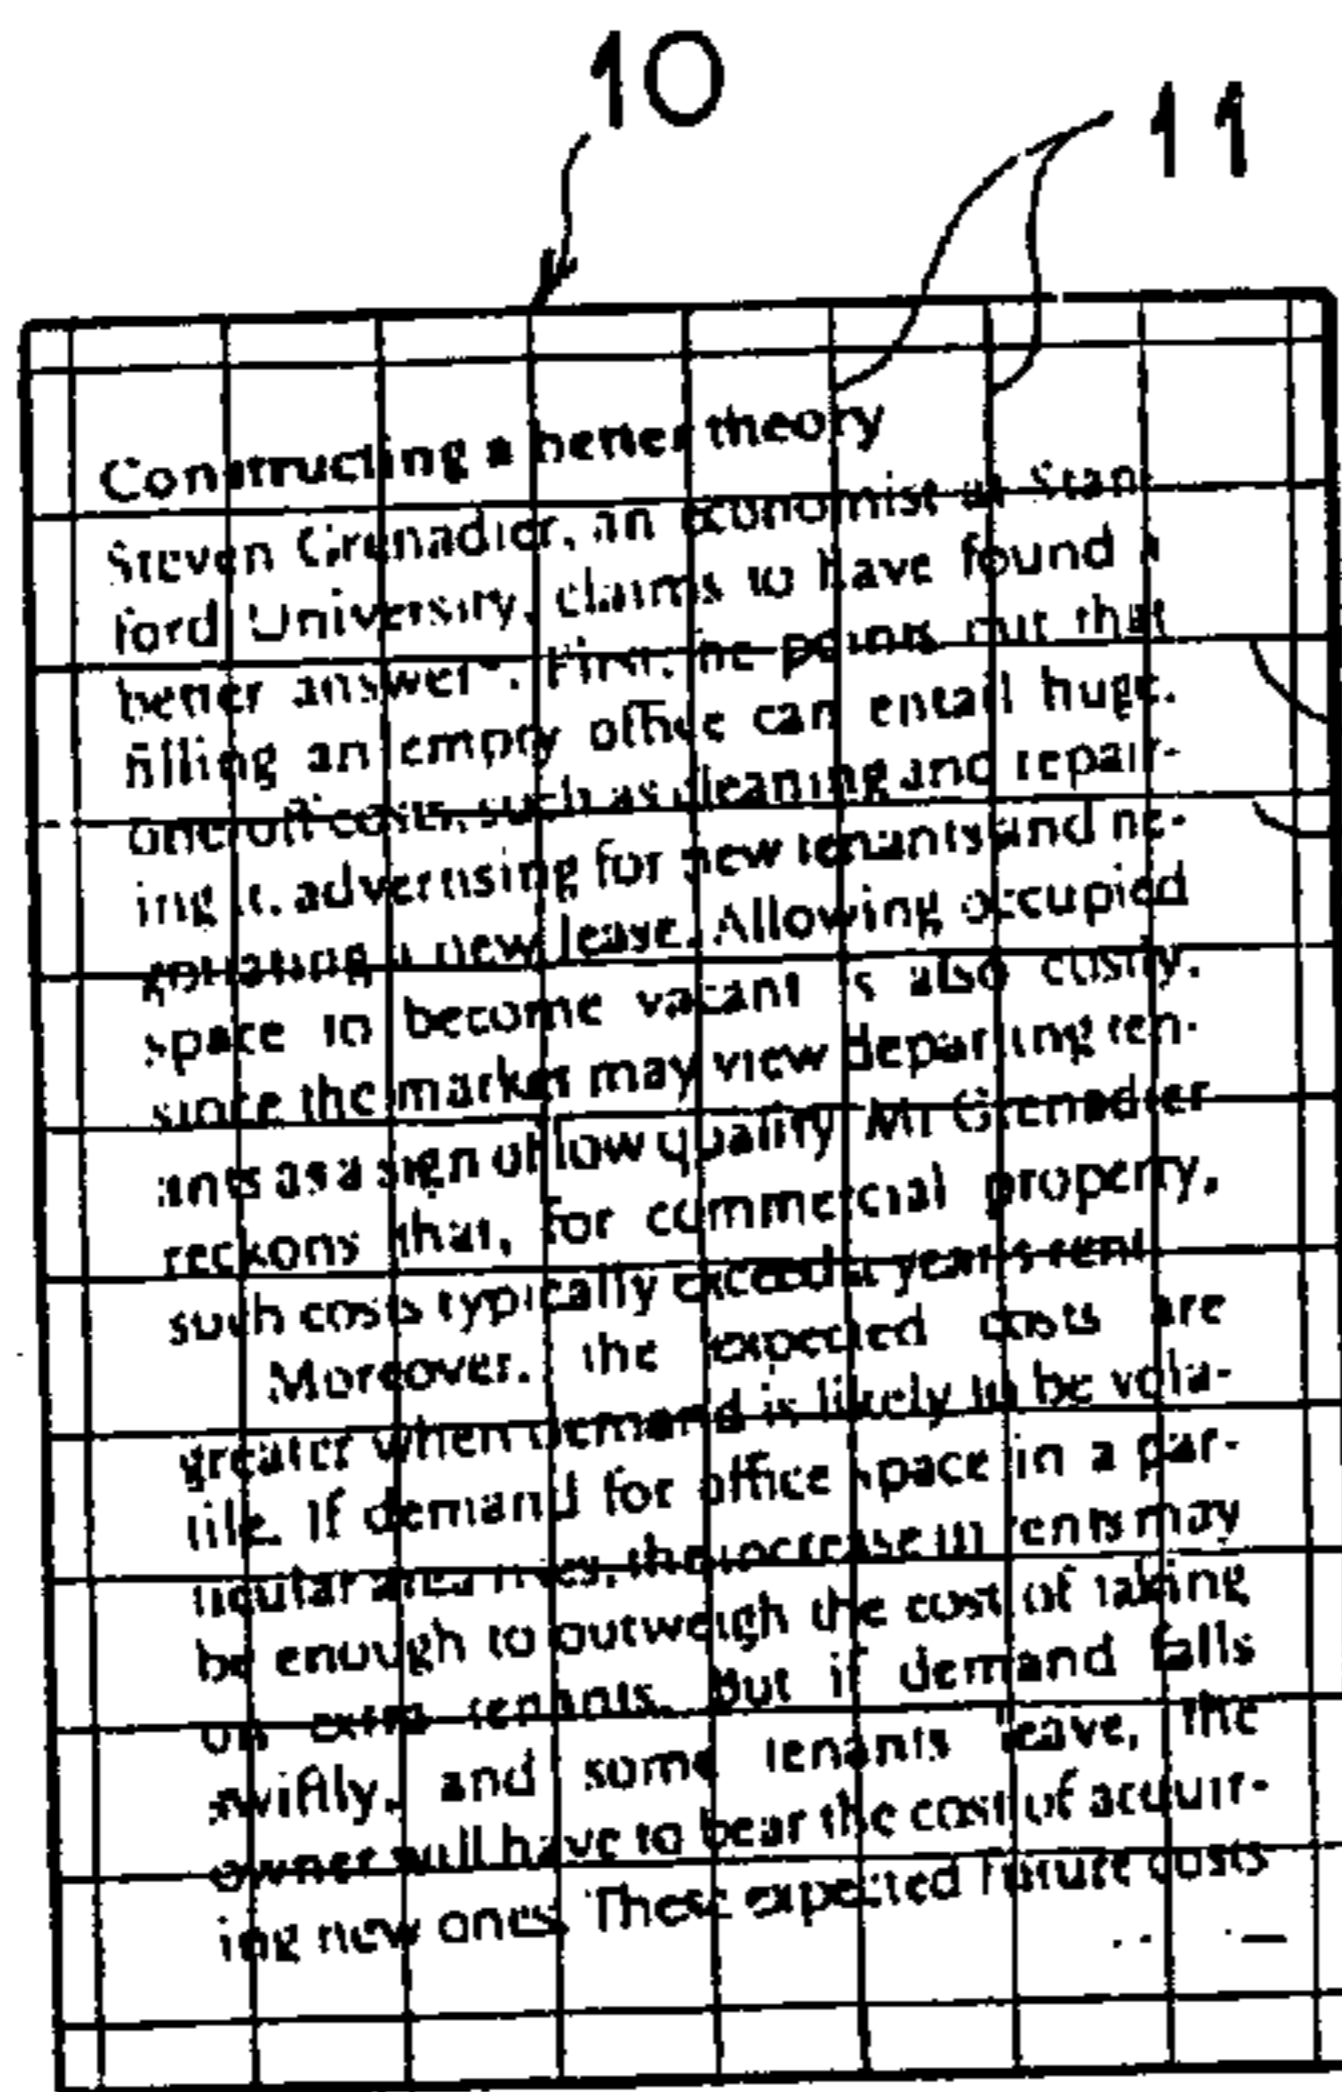 10
11
Constructing a better theory
Steven Grenadier, an economist at Stan-
ford University, claims to have found a
better answer*. First, he points out that
filling an empty office can entail huge,
one-off costs, such as cleaning and repair-
ing it, advertising for new tenants and ne-
gotiating a new lease. Allowing occupied
space to become vacant is also costly,
since the market may view departing ten-
ants as a sign of low quality. Mr Grenadier
reckons that, for commercial property,
such costs typically exceed a year's rent.
Moreover, the expected costs are
greater when demand is likely to be vola-
tile. If demand for office space in a par-
ticular area rises, the increase in rents may
be enough to outweigh the cost of taking
on extra tenants. But if demand falls
swiftly, and some tenants leave, the
owner will have to bear the cost of acquir-
ing new ones. These expected future costs